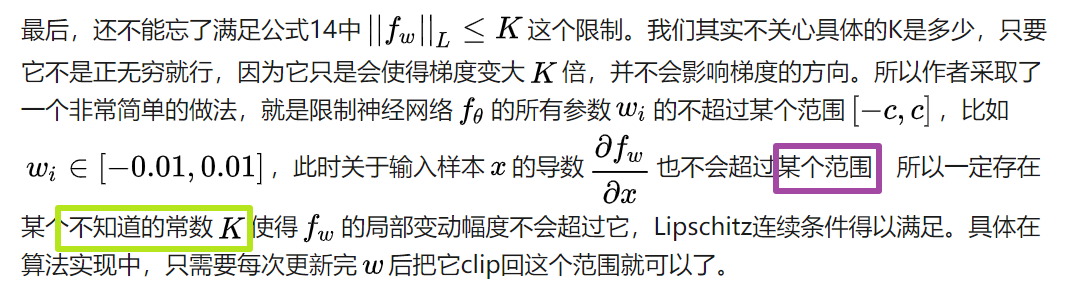 最后，还不能忘了满足公式14中 ||f_w||_L ≤ K 这个限制。我们其实不关心具体的K是多少，只要
它不是正无穷就行，因为它只是会使得梯度变大 K 倍，并不会影响梯度的方向。所以作者采取了
一个非常简单的做法，就是限制神经网络 f_θ 的所有参数 w_i 的不超过某个范围 [−c, c] ，比如
w_i ∈ [−0.01, 0.01] ，此时关于输入样本 x 的导数 ∂f_w/∂x 也不会超过某个范围 所以一定存在
某个不知道的常数 K 使得 f_w 的局部变动幅度不会超过它，Lipschitz连续条件得以满足。具体在
算法实现中，只需要每次更新完 w 后把它clip回这个范围就可以了。